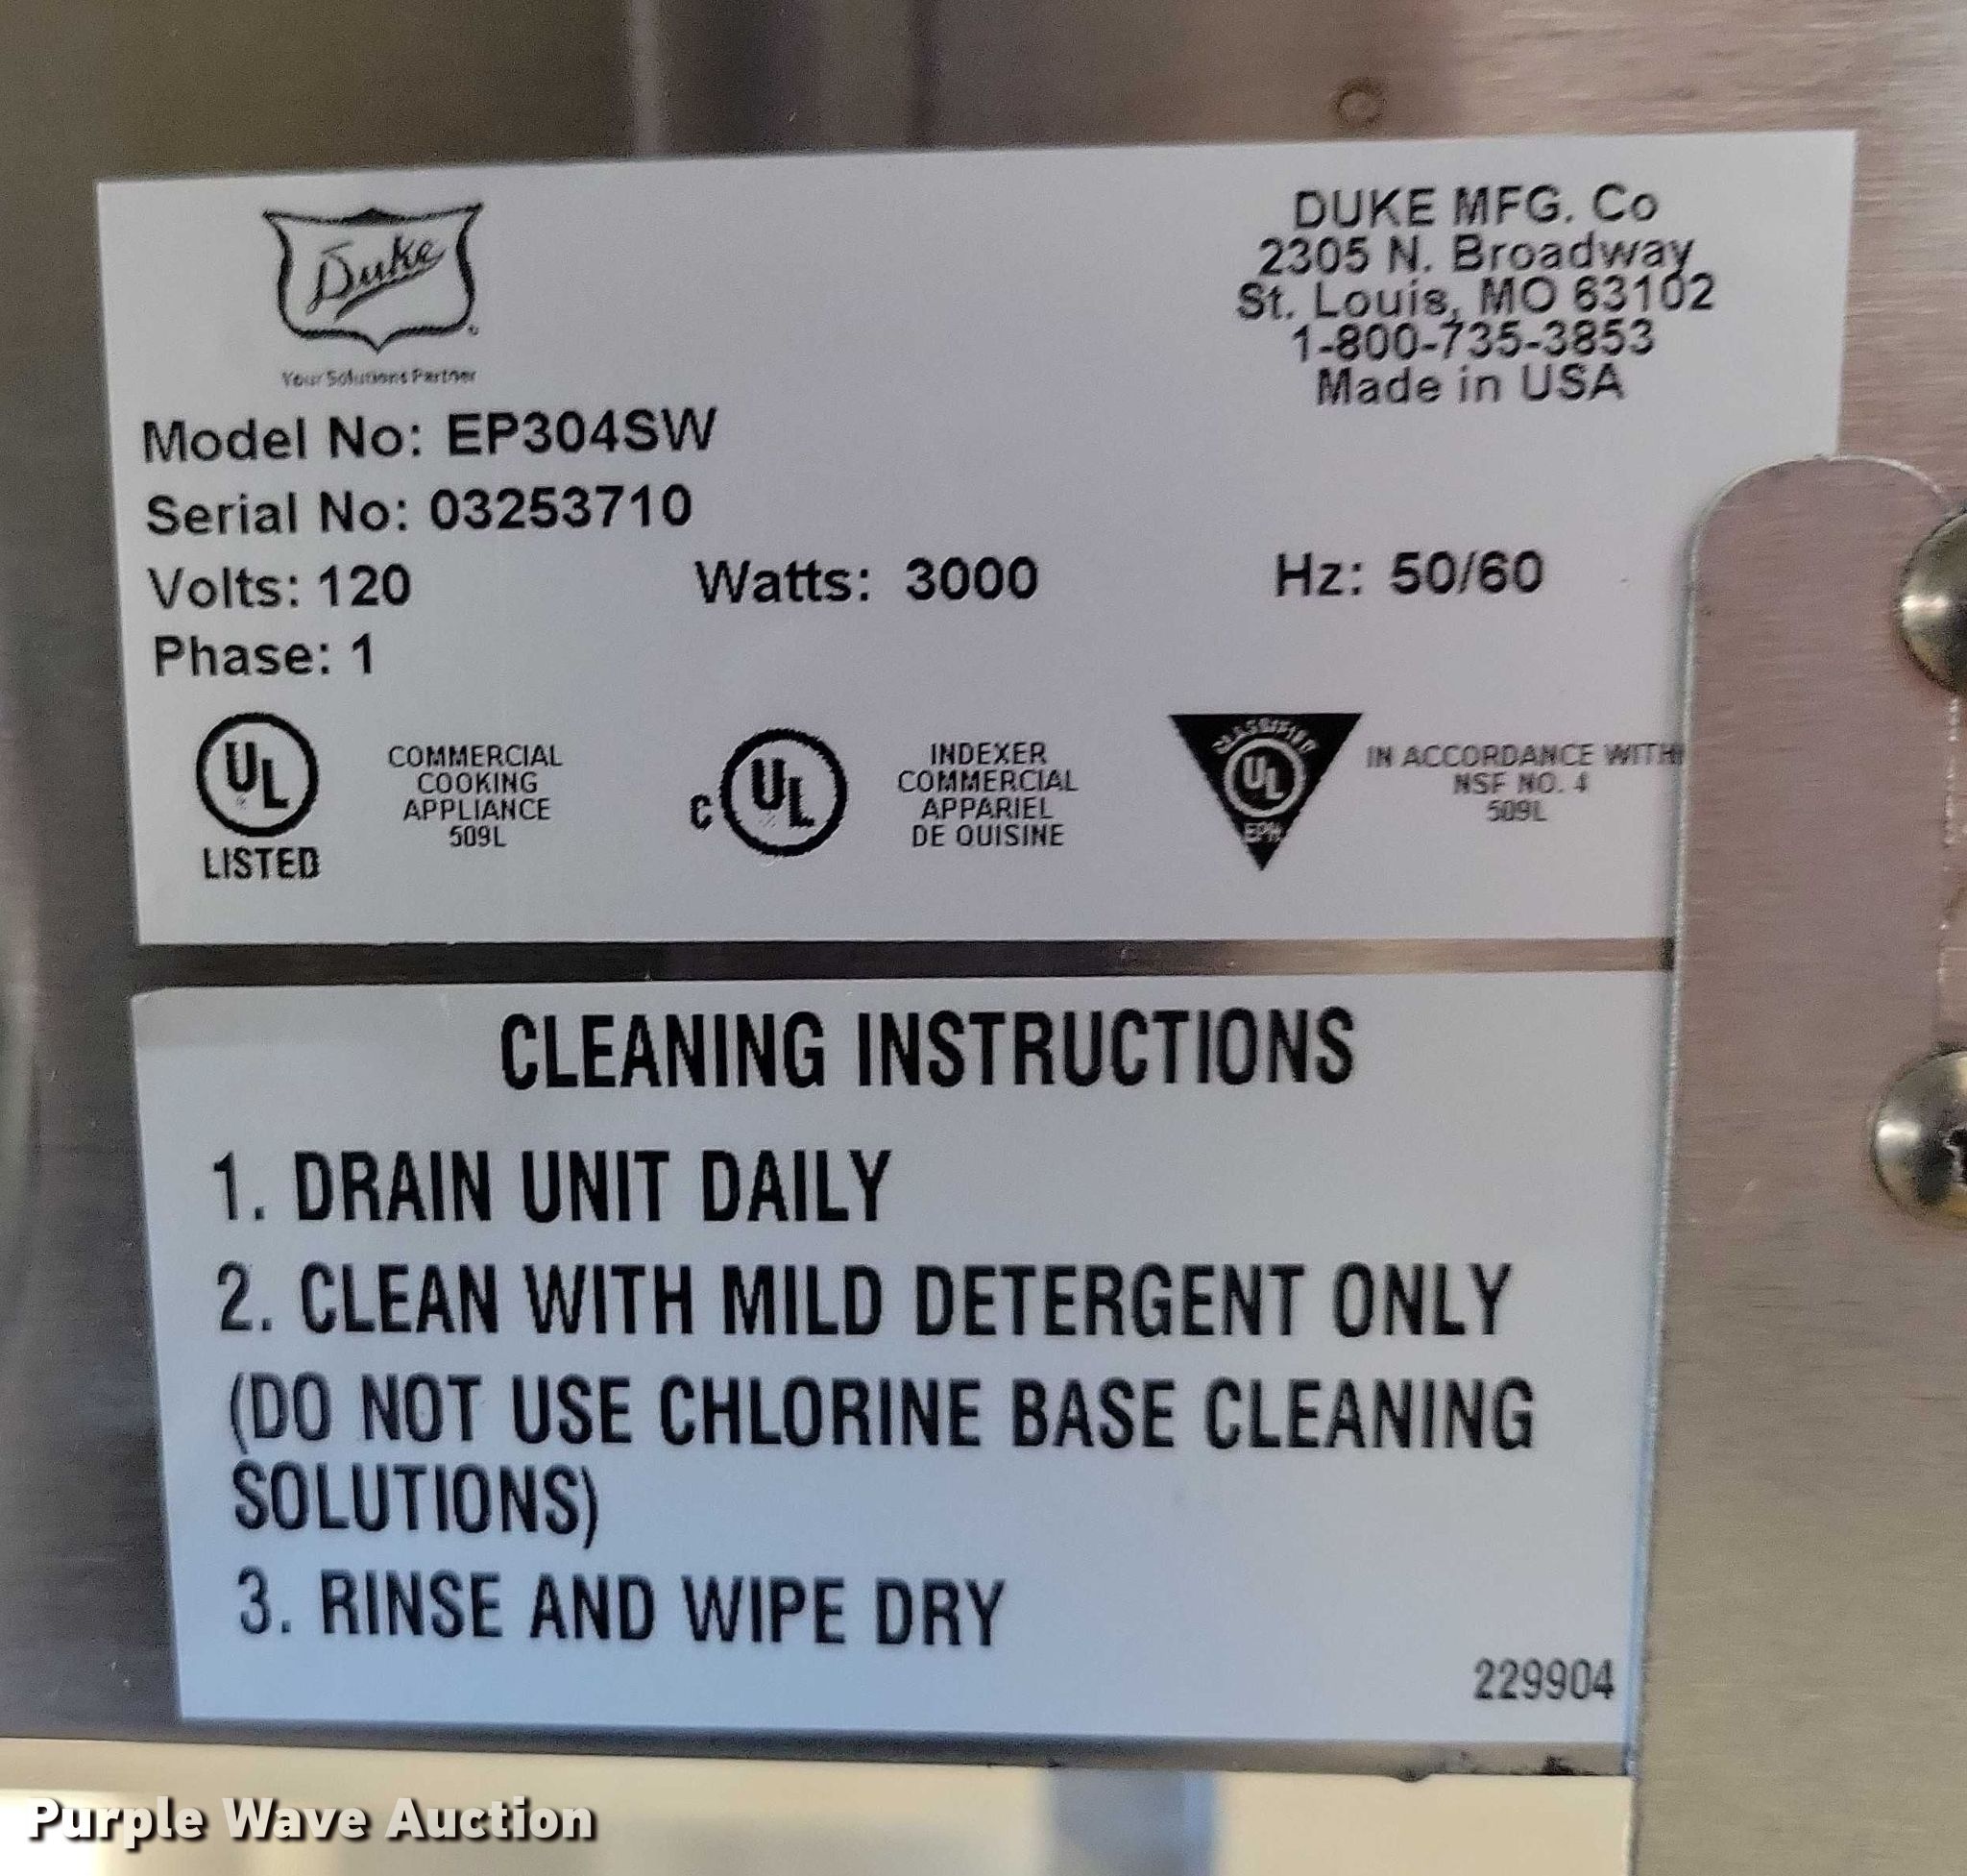 Duke
Your Solutions Partner
DUKE MFG. Co
2305 N. Broadway
St. Louis, MO 63102
1-800-735-3853
Made in USA
Model No: EP304SW
Serial No: 03253710
Volts: 120 Watts: 3000 Hz: 50/60
Phase: 1
UL
LISTED
COMMERCIAL
COOKING
APPLIANCE
509L
C UL
INDEXER
COMMERCIAL
APPARIEL
DE QUISINE
CLASSIFIED
UL
EPH
IN ACCORDANCE WITH
NSF NO. 4
509L
CLEANING INSTRUCTIONS
1. DRAIN UNIT DAILY
2. CLEAN WITH MILD DETERGENT ONLY
(DO NOT USE CHLORINE BASE CLEANING
SOLUTIONS)
3. RINSE AND WIPE DRY
229904
Purple Wave Auction